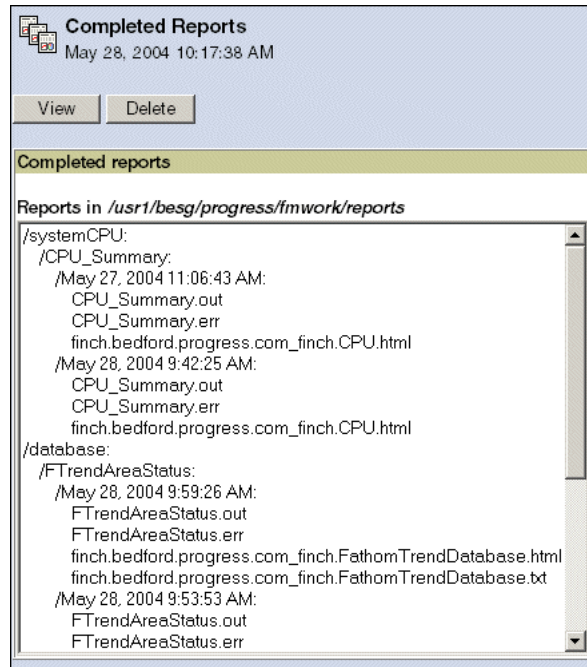 Completed Reports
May 28, 2004 10:17:38 AM
View Delete
Completed reports
Reports in /usr1/besg/progress/fmwork/reports
/systemCPU:
/CPU_Summary:
/May 27, 2004 11:06:43 AM:
CPU_Summary.out
CPU_Summary.err
finch.bedford.progress.com_finch.CPU.html
/May 28, 2004 9:42:25 AM:
CPU_Summary.out
CPU_Summary.err
finch.bedford.progress.com_finch.CPU.html
/database:
/FTrendAreaStatus:
/May 28, 2004 9:59:26 AM:
FTrendAreaStatus.out
FTrendAreaStatus.err
finch.bedford.progress.com_finch.FathomTrendDatabase.html
finch.bedford.progress.com_finch.FathomTrendDatabase.txt
/May 28, 2004 9:53:53 AM:
FTrendAreaStatus.out
FTrendAreaStatus.err